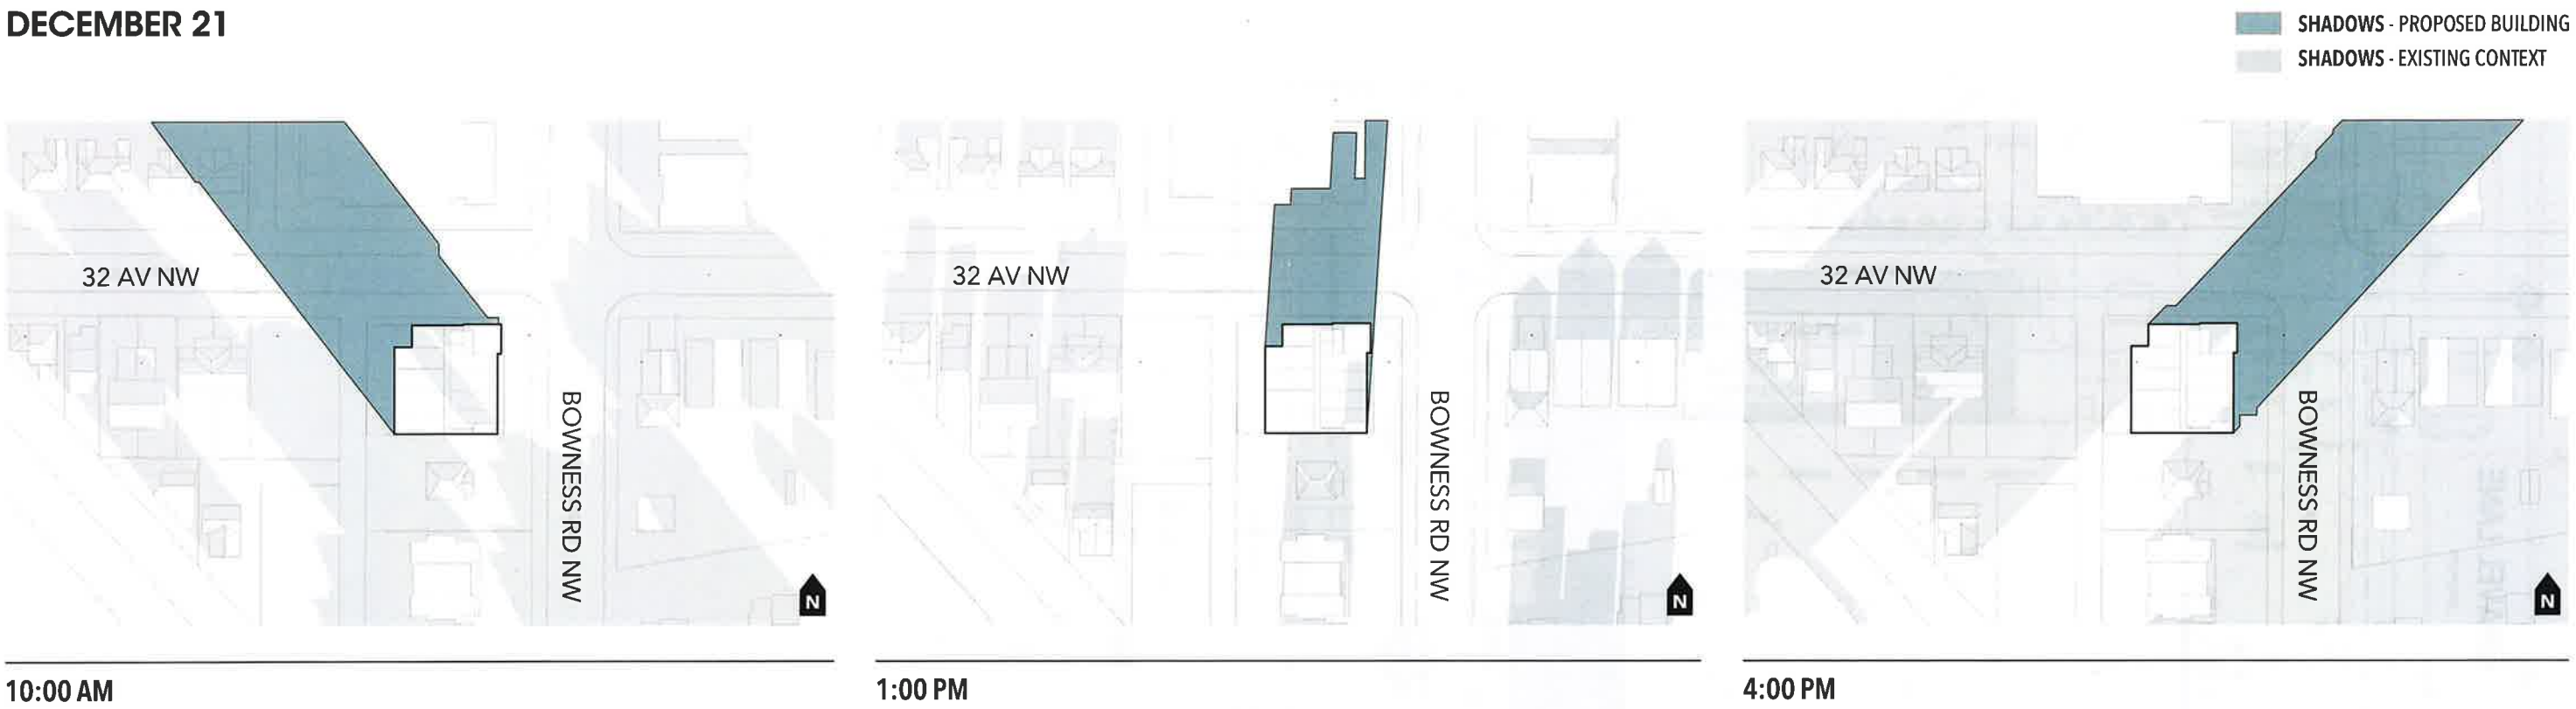 DECEMBER 21
SHADOWS - PROPOSED BUILDING
SHADOWS - EXISTING CONTEXT
32 AV NW
BOWNESS RD NW
N
10:00 AM
32 AV NW
BOWNESS RD NW
N
1:00 PM
32 AV NW
BOWNESS RD NW
N
4:00 PM